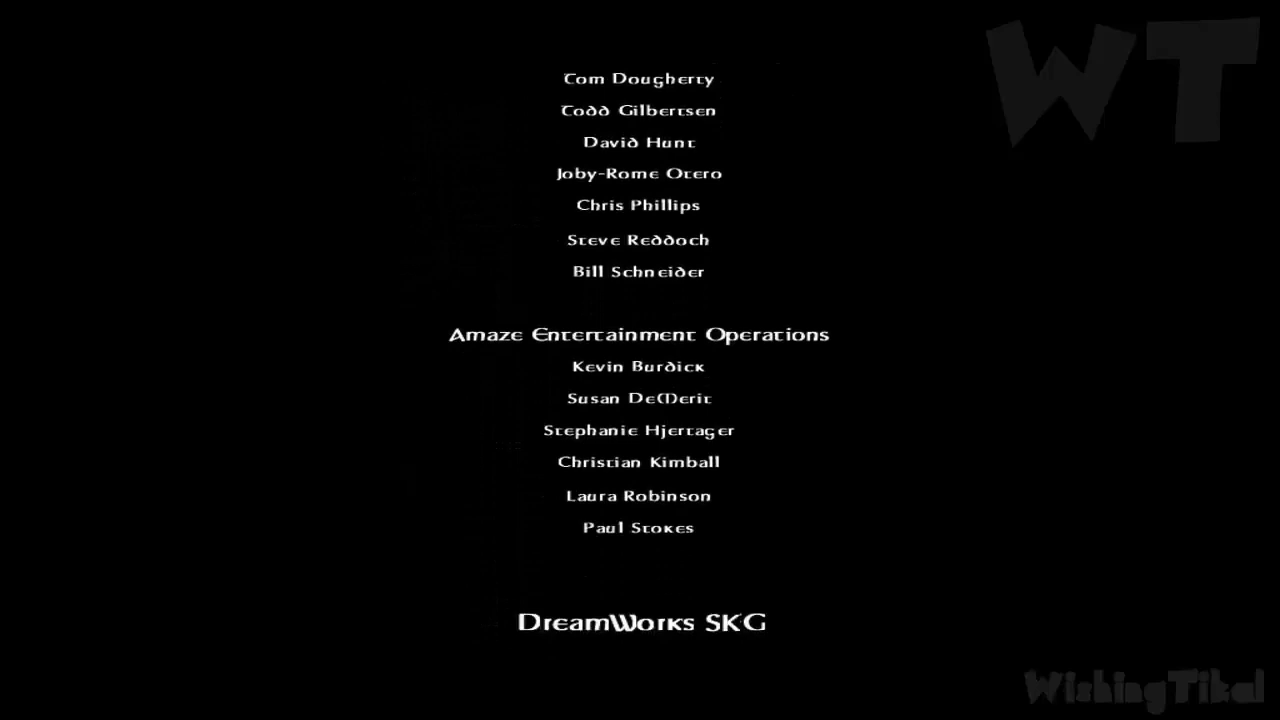 WT
Tom Dougherty
Todd Gilbertsen
David Hunt
Joby-Rome Otero
Chris Phillips
Steve Reddoch
Bill Schneider
Amaze Entertainment Operations
Kevin Burdick
Susan DeMerit
Stephanie Hjertager
Christian Kimball
Laura Robinson
Paul Stokes
DreamWorks SKG
WishingTikal